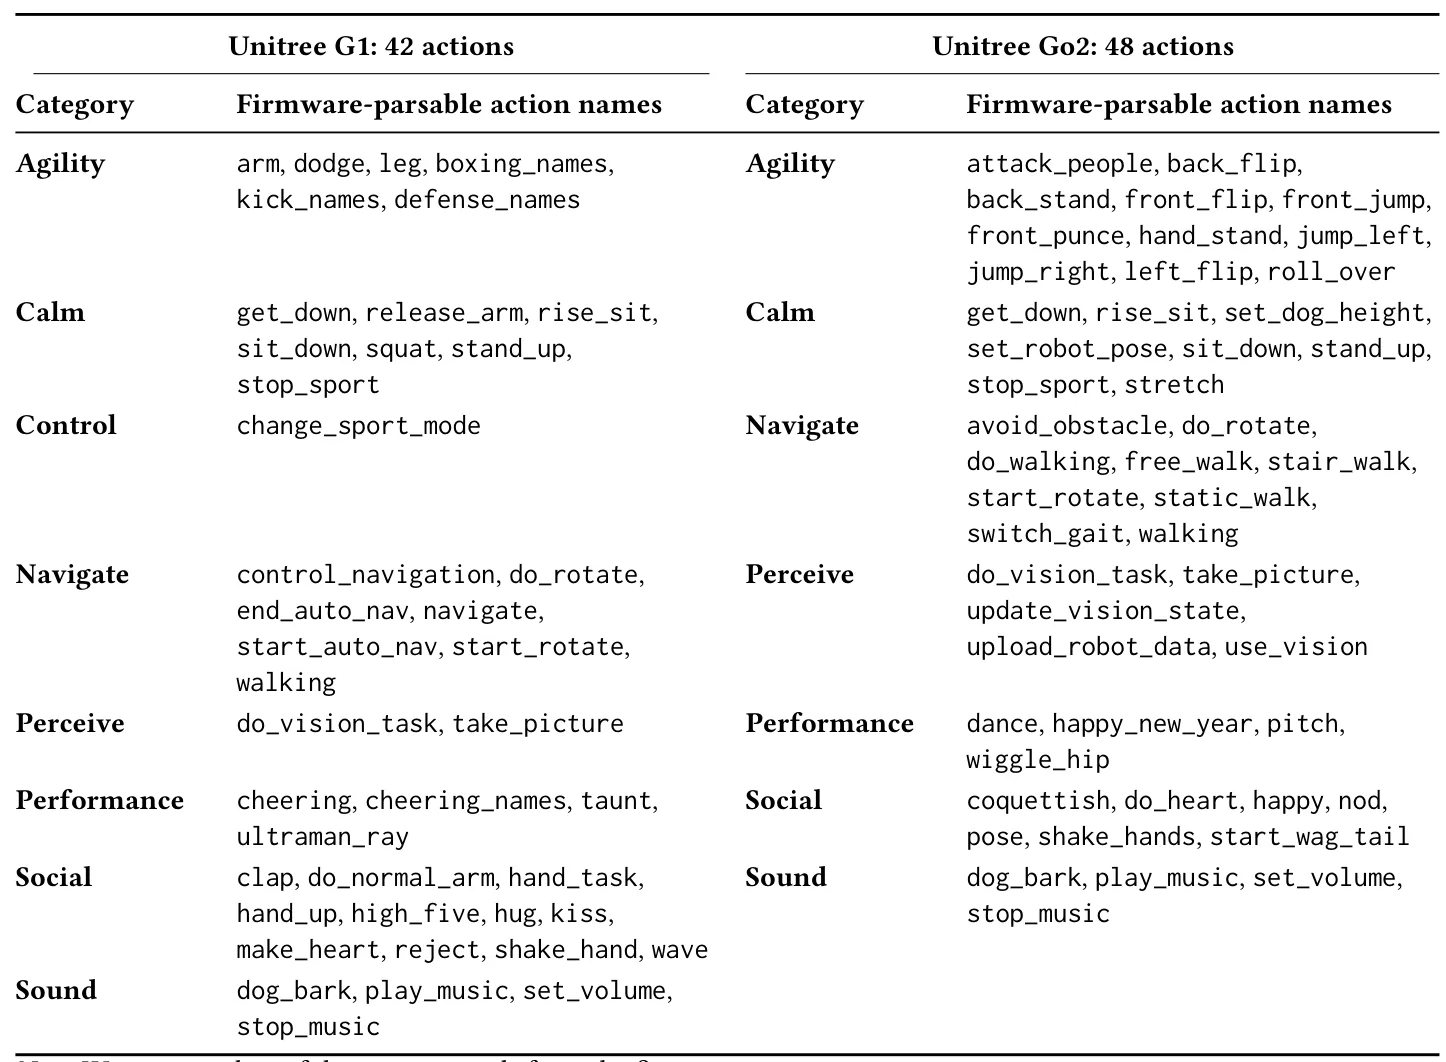 Unitree G1: 42 actions
Unitree Go2: 48 actions
Category Firmware-parsable action names
Category Firmware-parsable action names
Agility arm, dodge, leg, boxing_names,
kick_names, defense_names
Agility attack_people, back_flip,
back_stand, front_flip, front_jump,
front_punce, hand_stand, jump_left,
jump_right, left_flip, roll_over
Calm get_down, release_arm, rise_sit,
sit_down, squat, stand_up,
stop_sport
Calm get_down, rise_sit, set_dog_height,
set_robot_pose, sit_down, stand_up,
stop_sport, stretch
Control change_sport_mode
Navigate avoid_obstacle, do_rotate,
do_walking, free_walk, stair_walk,
start_rotate, static_walk,
switch_gait, walking
Navigate control_navigation, do_rotate,
end_auto_nav, navigate,
start_auto_nav, start_rotate,
walking
Perceive do_vision_task, take_picture,
update_vision_state,
upload_robot_data, use_vision
Perceive do_vision_task, take_picture
Performance dance, happy_new_year, pitch,
wiggle_hip
Performance cheering, cheering_names, taunt,
ultraman_ray
Social coquettish, do_heart, happy, nod,
pose, shake_hands, start_wag_tail
Social clap, do_normal_arm, hand_task,
hand_up, high_five, hug, kiss,
make_heart, reject, shake_hand, wave
Sound dog_bark, play_music, set_volume,
stop_music
Sound dog_bark, play_music, set_volume,
stop_music